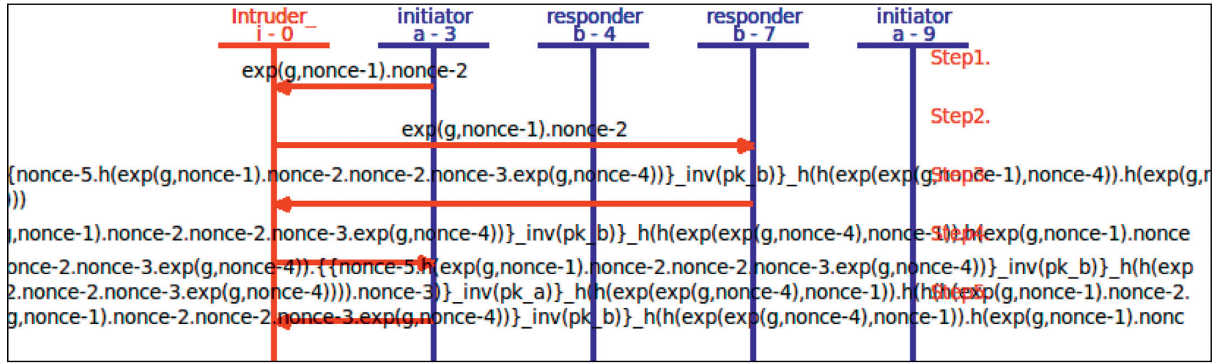 Intruder_ initiator responder responder initiator
i - 0 a - 3 b - 4 b - 7 a - 9
Step1.
exp(g,nonce-1).nonce-2
Step2.
exp(g,nonce-1).nonce-2
{nonce-5.h(exp(g,nonce-1).nonce-2.nonce-2.nonce-3.exp(g,nonce-4))}_inv(pk_b)}_h(h(exp(exp(g,nonce-1),nonce-4)).h(exp(g,n
Step3.
)))
g,nonce-1).nonce-2.nonce-2.nonce-3.exp(g,nonce-4))}_inv(pk_b)}_h(h(exp(exp(g,nonce-4),nonce-1)).h(exp(g,nonce-1).nonce
Step4.
once-2.nonce-3.exp(g,nonce-4)).{{nonce-5.h(exp(g,nonce-1).nonce-2.nonce-2.nonce-3.exp(g,nonce-4))}_inv(pk_b)}_h(h(exp
2.nonce-2.nonce-3.exp(g,nonce-4)))).nonce-3)}_inv(pk_a)}_h(h(exp(exp(g,nonce-4),nonce-1)).h(h(exp(g,nonce-1).nonce-2.
Step5.
g,nonce-1).nonce-2.nonce-2.nonce-3.exp(g,nonce-4))}_inv(pk_b)}_h(h(exp(exp(g,nonce-4),nonce-1)).h(exp(g,nonce-1).nonc